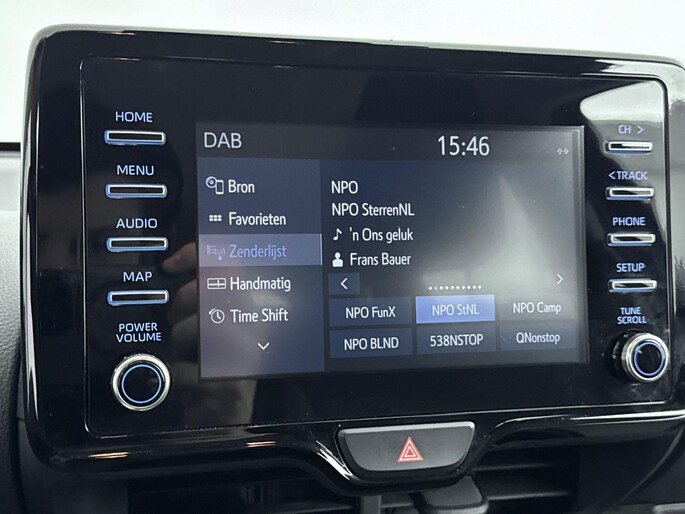 HOME
MENU
AUDIO
MAP
POWER
VOLUME
DAB
15:46
Bron
Favorieten
Zenderlijst
Handmatig
Time Shift
NPO
NPO SterrenNL
'n Ons geluk
Frans Bauer
NPO FunX
NPO StNL
NPO Camp
NPO BLND
538NSTOP
QNonstop
CH >
< TRACK
PHONE
SETUP
TUNE
SCROLL